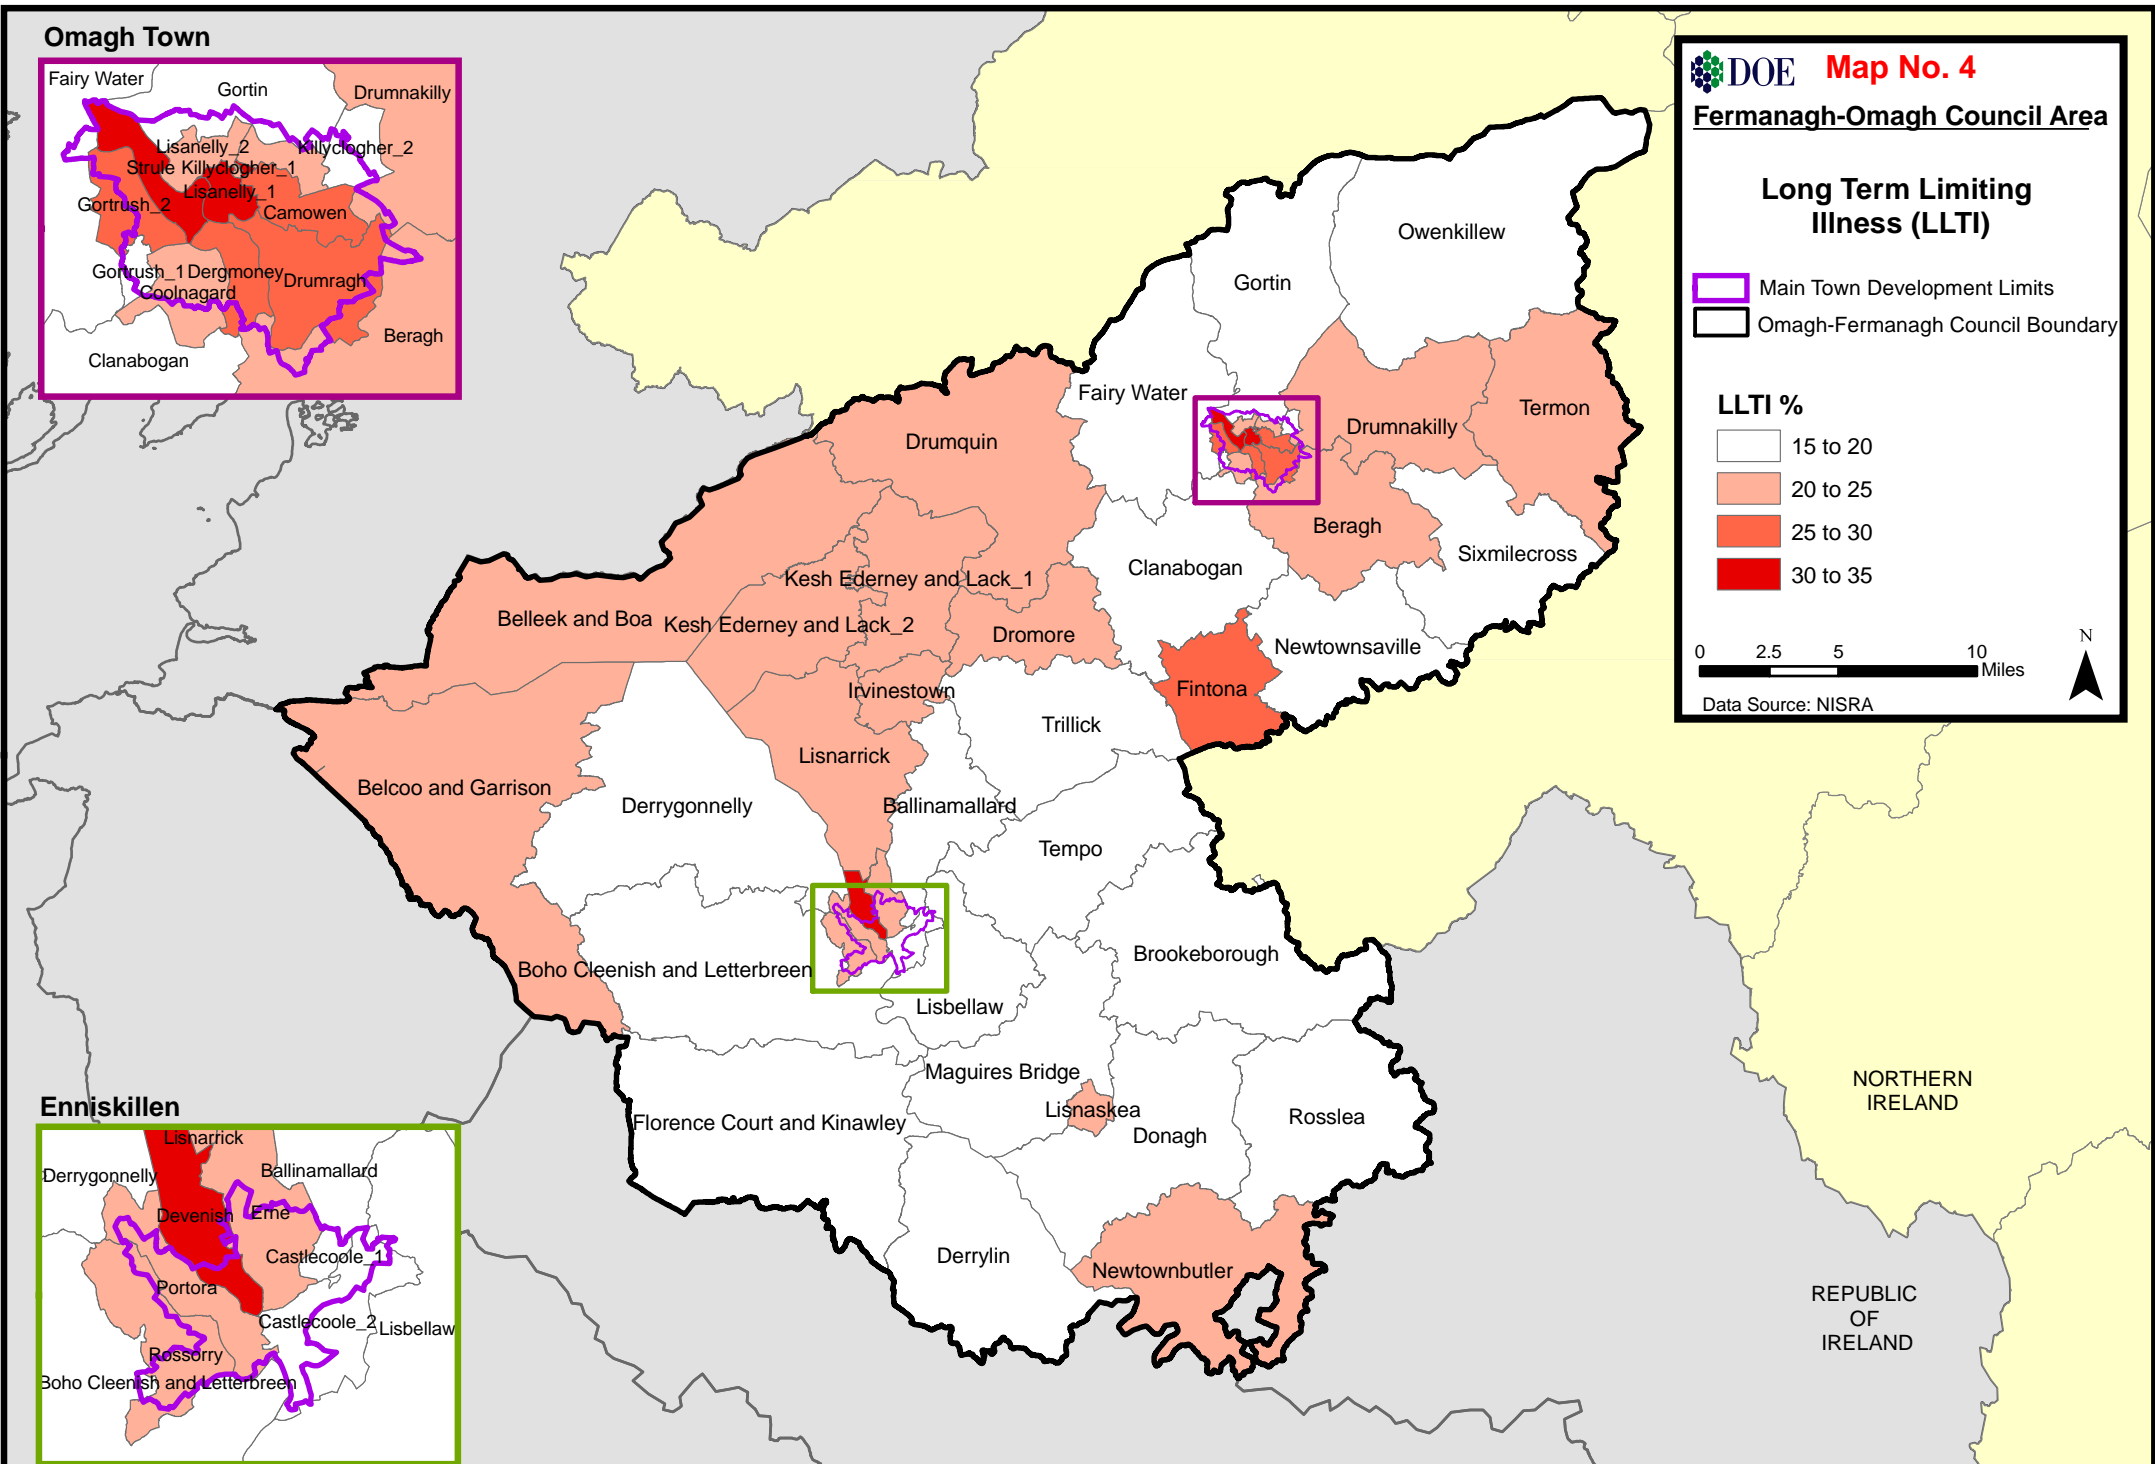 Omagh Town
Fairy Water
Gortin
Drumnakilly
Lisanelly_2
Killyclogher_2
Strule
Killyclogher_1
Lisanelly_1
Gortrush_2
Camowen
Gortrush_1
Dergmoney
Drumragh
Coolnagard
Beragh
Clanabogan
DOE
Map No. 4
Fermanagh-Omagh Council Area
Long Term Limiting
Illness (LLTI)
Main Town Development Limits
Omagh-Fermanagh Council Boundary
LLTI %
15 to 20
20 to 25
25 to 30
30 to 35
0 2.5 5 10
Miles
N
Data Source: NISRA
Owenkillew
Gortin
Fairy Water
Drumnakilly
Termon
Drumquin
Beragh
Sixmilecross
Clanabogan
Kesh Ederney and Lack_1
Belleek and Boa
Kesh Ederney and Lack_2
Dromore
Newtownsaville
Fintona
Irvinestown
Trillick
Lisnarrick
Belcoo and Garrison
Derrygonnelly
Ballinamallard
Tempo
Brookeborough
Boho Cleenish and Letterbreen
Lisbellaw
Maguires Bridge
Lisnaskea
Florence Court and Kinawley
Donagh
Rosslea
Derrylin
Newtownbutler
NORTHERN
IRELAND
REPUBLIC
OF
IRELAND
Enniskillen
Lisnarrick
Derrygonnelly
Ballinamallard
Devenish
Erne
Castlecoole_1
Portora
Castlecoole_2
Lisbellaw
Rossorry
Boho Cleenish and Letterbreen